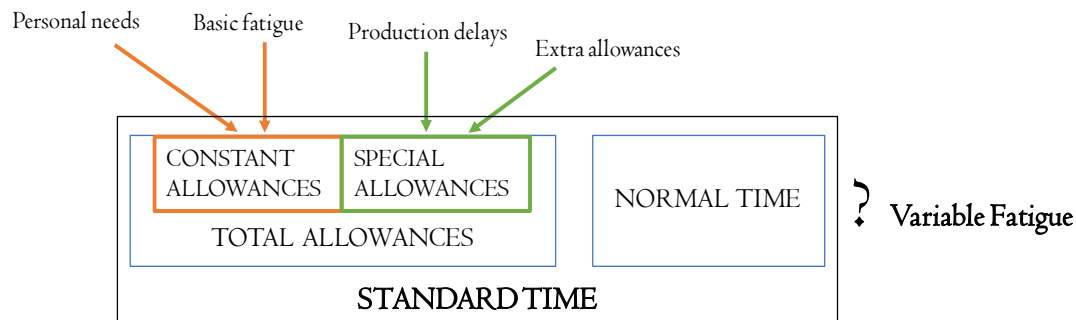 Personal needs
Basic fatigue
Production delays
Extra allowances
CONSTANT
ALLOWANCES
SPECIAL
ALLOWANCES
TOTAL ALLOWANCES
NORMAL TIME
? Variable Fatigue
STANDARD TIME